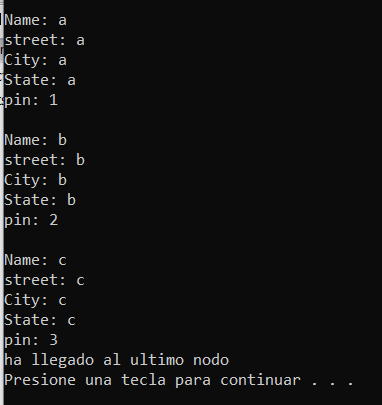 Name: a
street: a
City: a
State: a
pin: 1
Name: b
street: b
City: b
State: b
pin: 2
Name: c
street: c
City: c
State: c
pin: 3
ha llegado al ultimo nodo
Presione una tecla para continuar . . .